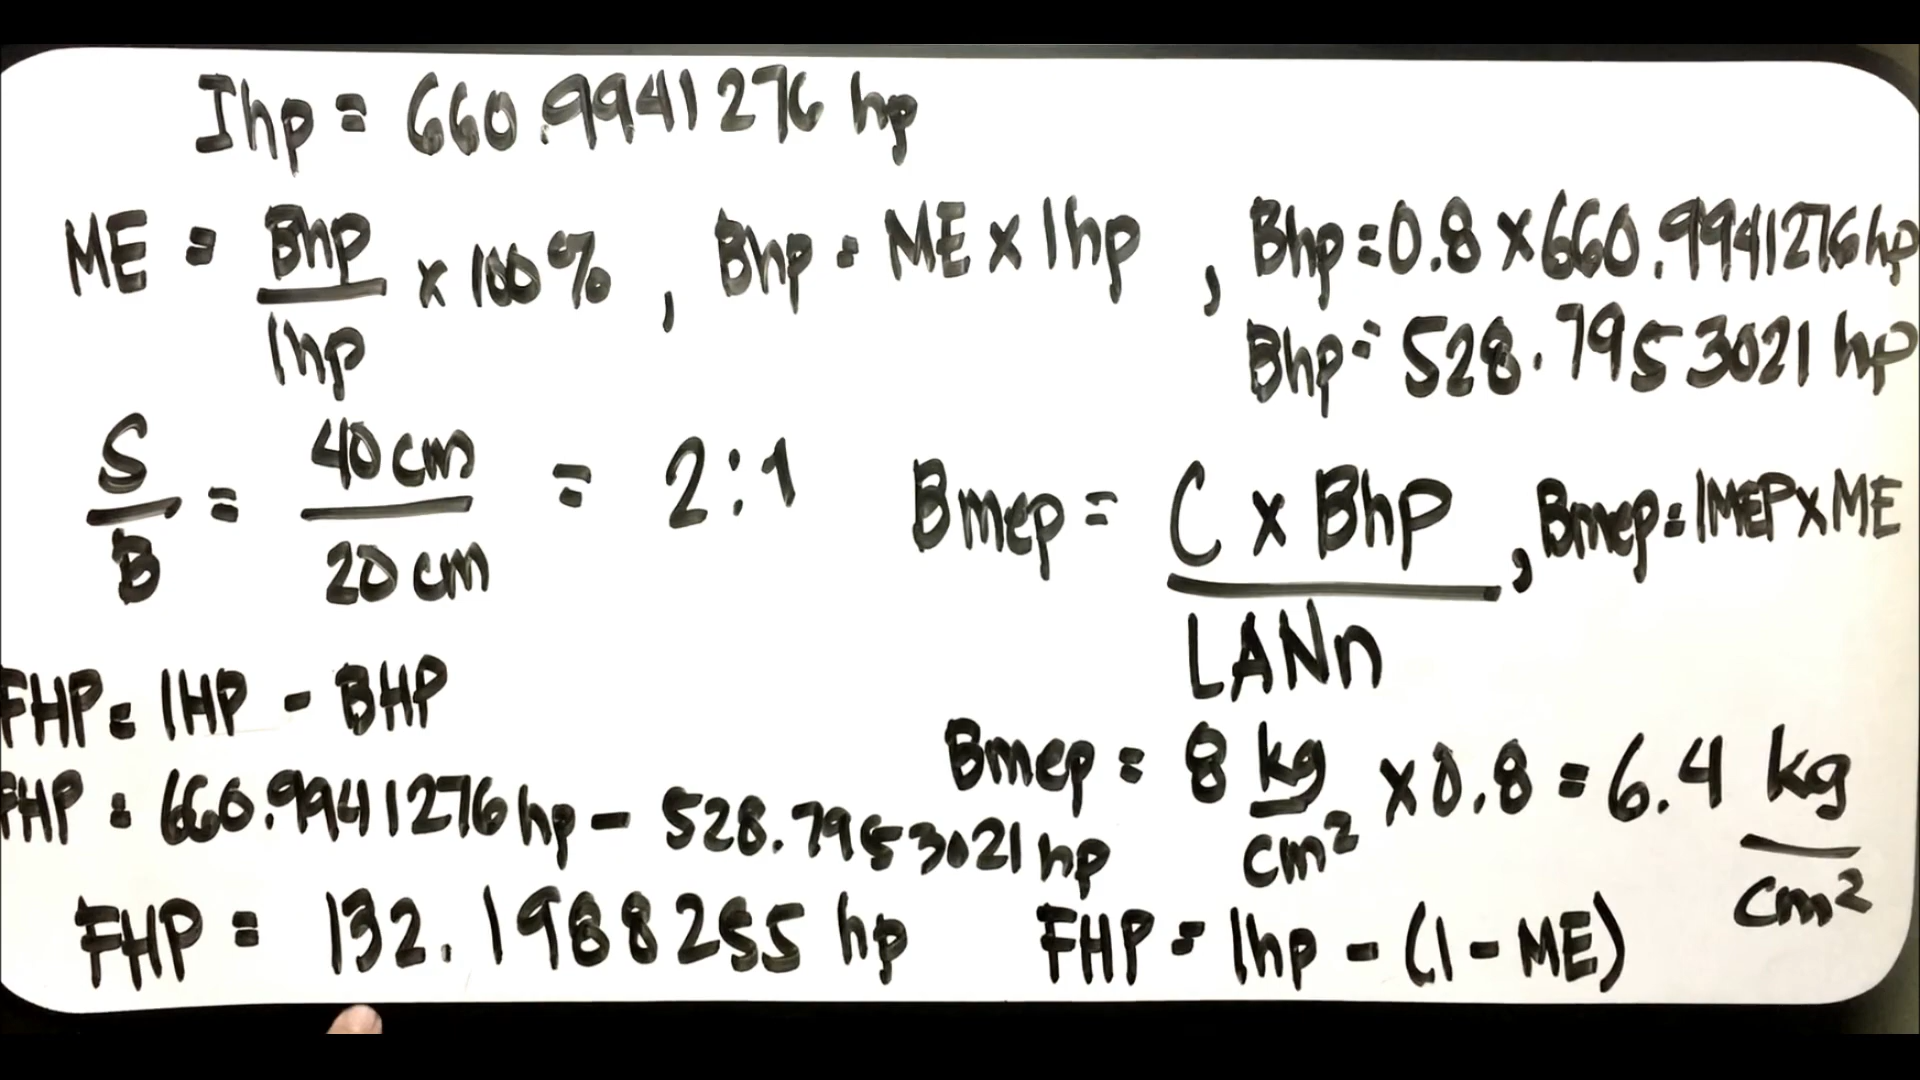 Ihp = 660.9941276 hp
ME = Bhp / Ihp x 100% , Bhp = ME x Ihp , Bhp = 0.8 x 660.9941276 hp
Bhp = 528.7953021 hp
S / B = 40 cm / 20 cm = 2:1
Bmep = C x Bhp / LANn , Bmep = IMEP x ME
FHP = IHP - BHP
Bmep = 8 kg / cm² x 0.8 = 6.4 kg / cm²
FHP = 660.9941276 hp - 528.7953021 hp
FHP = 132.1988255 hp
FHP = Ihp - (1 - ME)